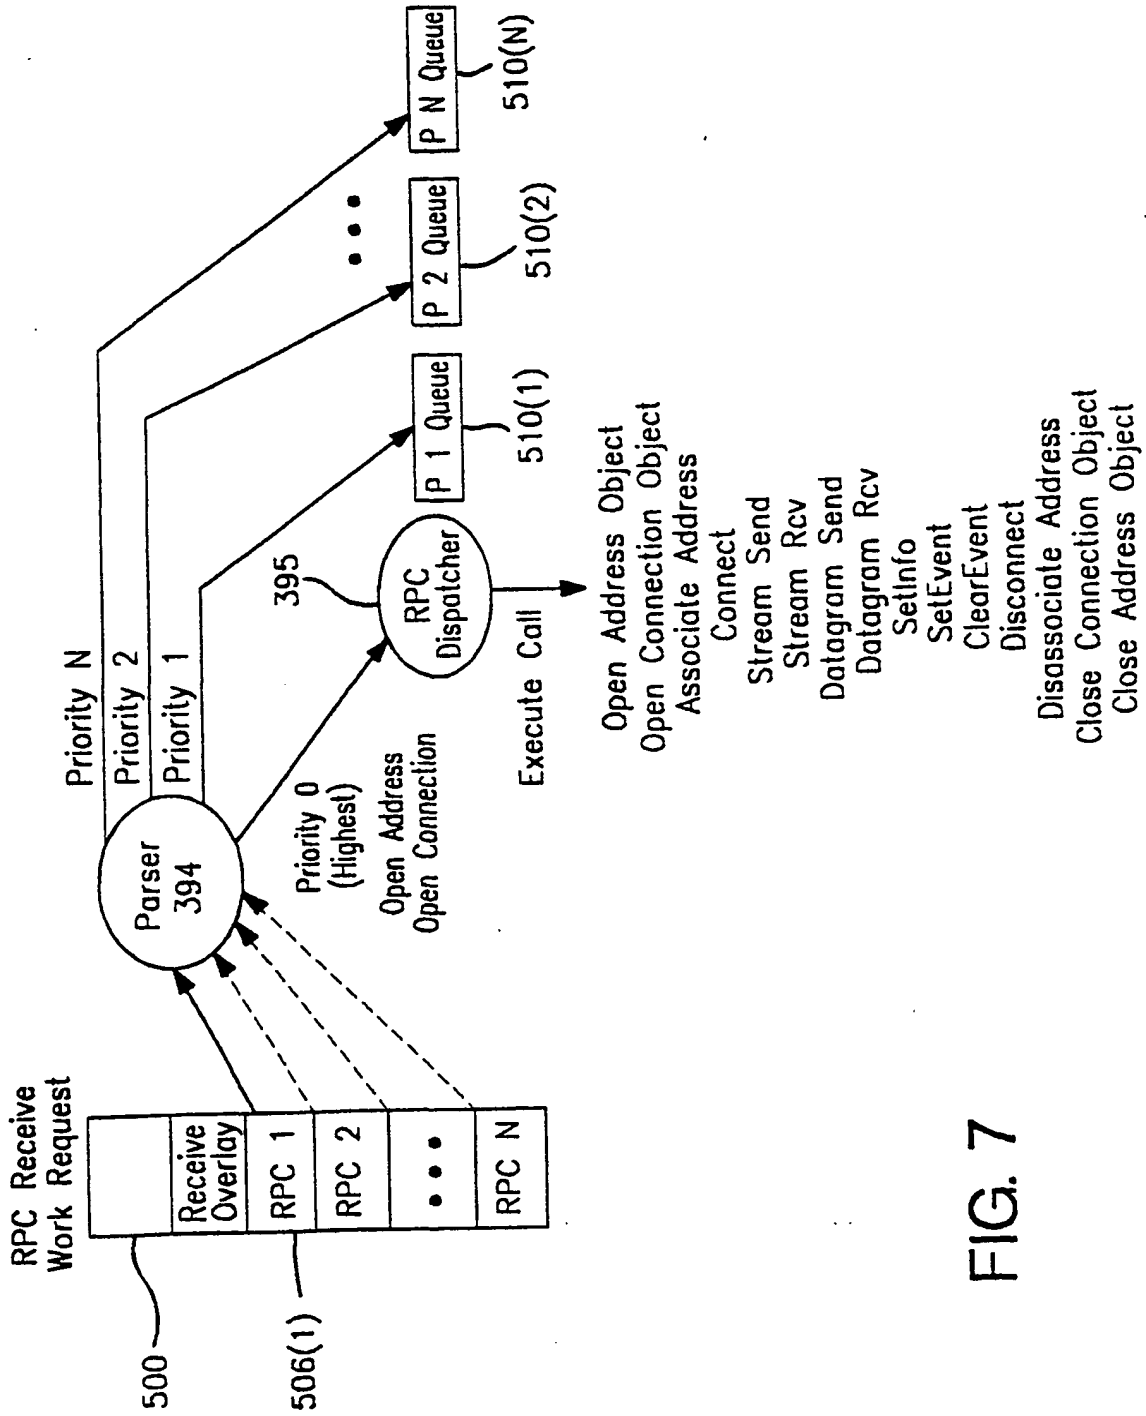 RPC Receive
Work Request
500
Receive
Overlay
RPC 1
RPC 2
RPC N
506(1)
Parser
394
Priority N
Priority 2
Priority 1
Priority 0
(Highest)
Open Address
Open Connection
395
RPC
Dispatcher
P 1 Queue
510(1)
P 2 Queue
510(2)
P N Queue
510(N)
Execute Call
Open Address Object
Open Connection Object
Associate Address
Connect
Stream Send
Stream Rcv
Datagram Send
Datagram Rcv
SetInfo
SetEvent
ClearEvent
Disconnect
Disassociate Address
Close Connection Object
Close Address Object
FIG. 7